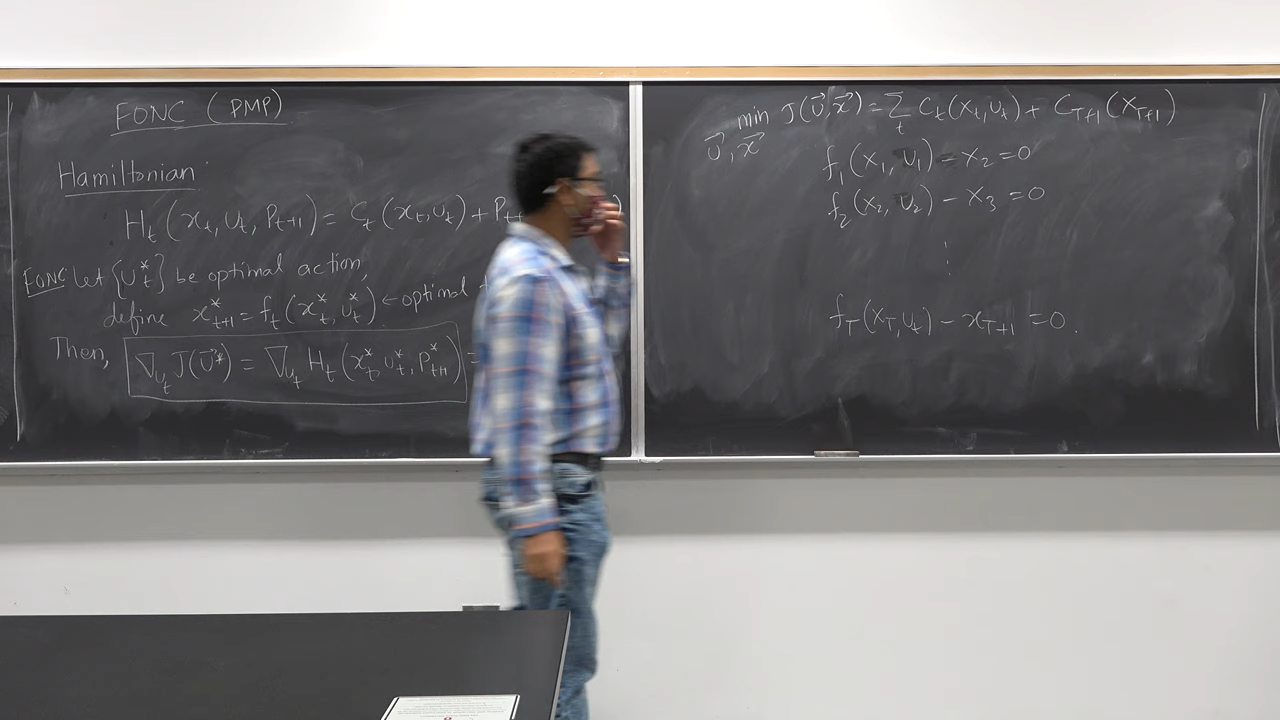 FONC (PMP)
Hamiltonian
H_t(x_t, u_t, P_{t+1}) = C_t(x_t, u_t) + P_{t+ )
FONC Let {U_t^*} be optimal action,
define x_{t+1}^* = f_t(x_t^*, u_t^*) ← optimal
Then, ∇_{U_t} J(U^*) = ∇_{U_t} H_t(x_t^*, u_t^*, P_{t+1}^*) =
min J(U⃗, x⃗) = Σ_t C_t(x_t, u_t) + C_{T+1}(X_{T+1})
U⃗, x⃗
f_1(x_1, U_1) - x_2 = 0
f_2(x_2, U_2) - x_3 = 0
⋮
f_T(x_T, u_t) - x_{T+1} = 0.